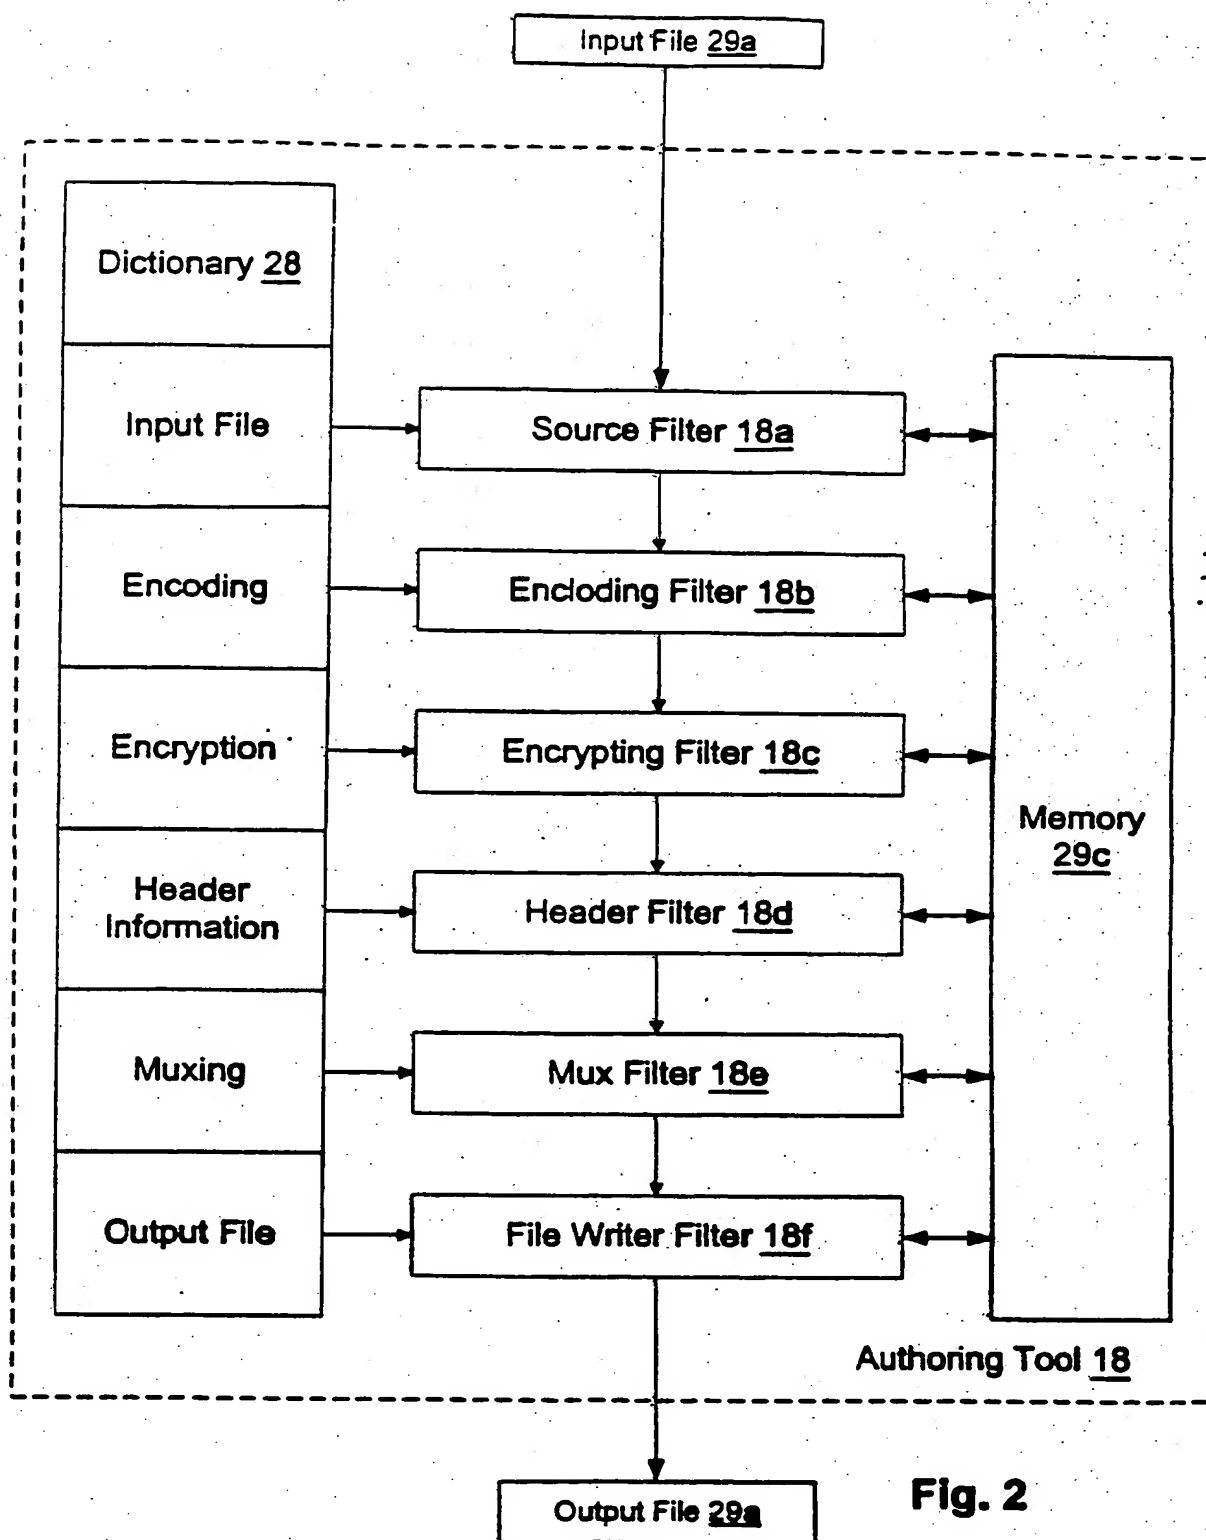 Input File 29a
Dictionary 28
Input File
Source Filter 18a
Encoding
Encloding Filter 18b
Encryption
Encrypting Filter 18c
Memory
29c
Header
Information
Header Filter 18d
Muxing
Mux Filter 18e
Output File
File Writer Filter 18f
Authoring Tool 18
Output File 29a
Fig. 2